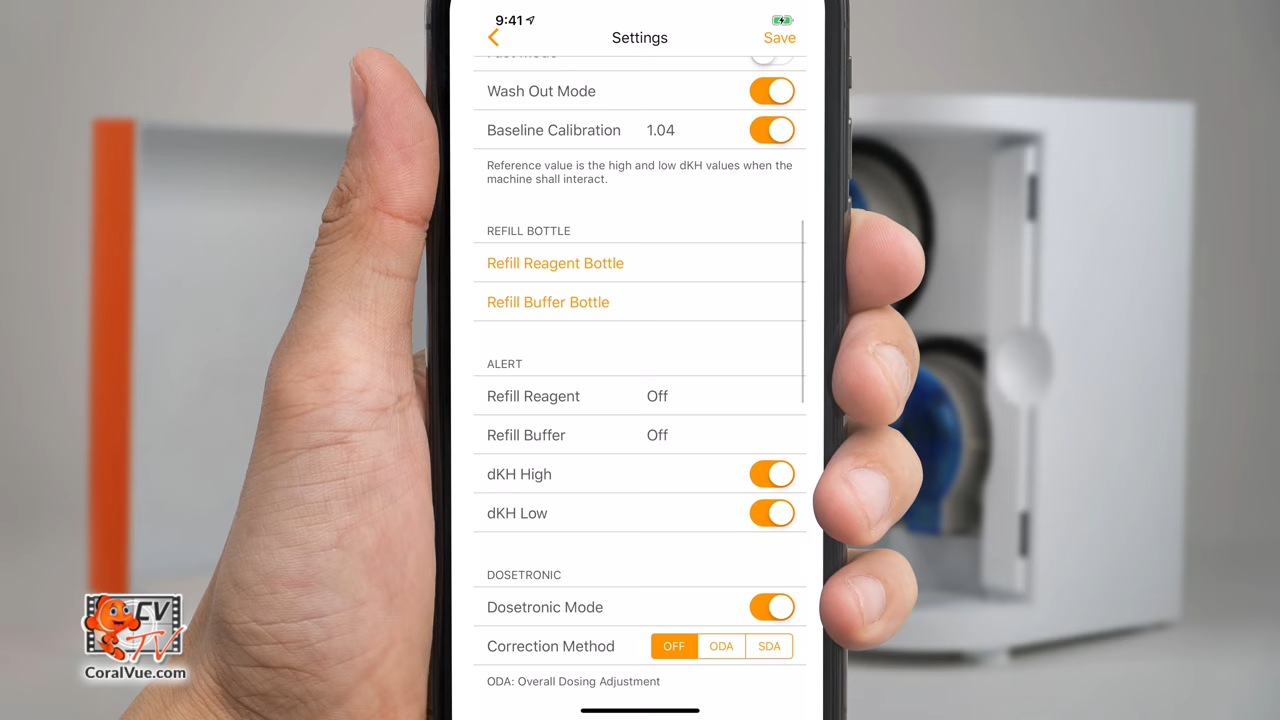 9:41
Settings
Save
Fast Mode
Wash Out Mode
Baseline Calibration 1.04
Reference value is the high and low dKH values when the
machine shall interact.
REFILL BOTTLE
Refill Reagent Bottle
Refill Buffer Bottle
ALERT
Refill Reagent Off
Refill Buffer Off
dKH High
dKH Low
DOSETRONIC
Dosetronic Mode
Correction Method OFF ODA SDA
ODA: Overall Dosing Adjustment
CV
TV
CoralVue.com